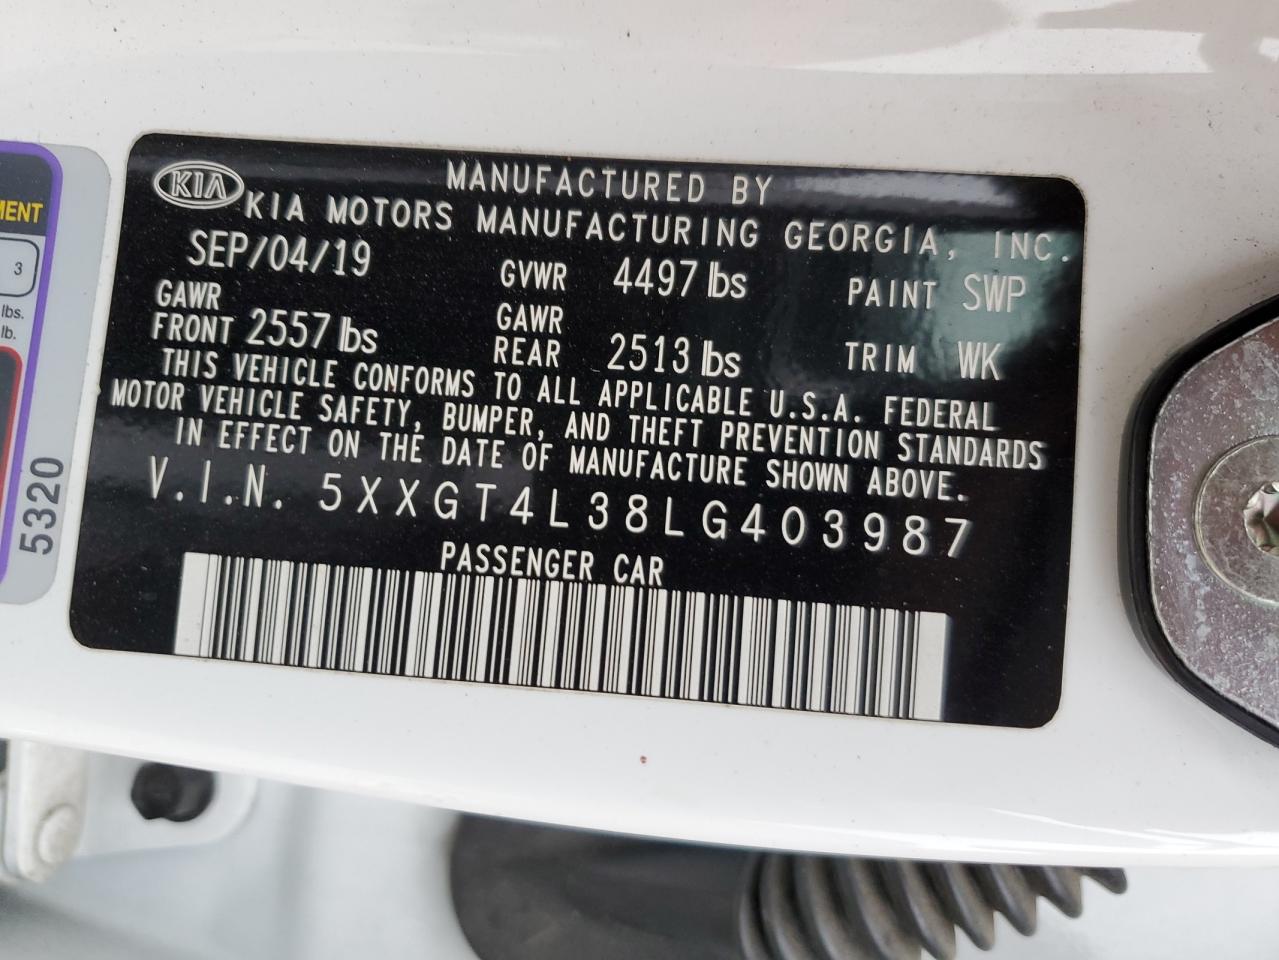 KIA
MANUFACTURED BY
KIA MOTORS MANUFACTURING GEORGIA, INC.
SEP/04/19 GVWR 4497 lbs PAINT SWP
GAWR FRONT 2557 lbs GAWR REAR 2513 lbs TRIM WK
THIS VEHICLE CONFORMS TO ALL APPLICABLE U.S.A. FEDERAL
MOTOR VEHICLE SAFETY, BUMPER, AND THEFT PREVENTION STANDARDS
IN EFFECT ON THE DATE OF MANUFACTURE SHOWN ABOVE.
V.I.N. 5XXGT4L38LG403987
PASSENGER CAR
3
lbs.
lb.
5320